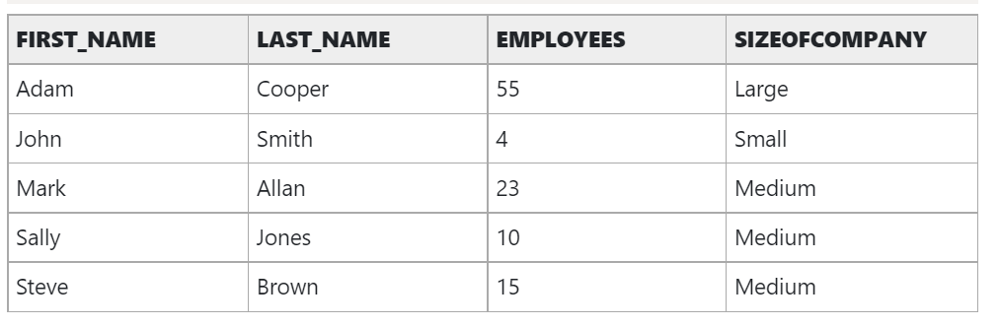 FIRST_NAME LAST_NAME EMPLOYEES SIZEOFCOMPANY
Adam Cooper 55 Large
John Smith 4 Small
Mark Allan 23 Medium
Sally Jones 10 Medium
Steve Brown 15 Medium